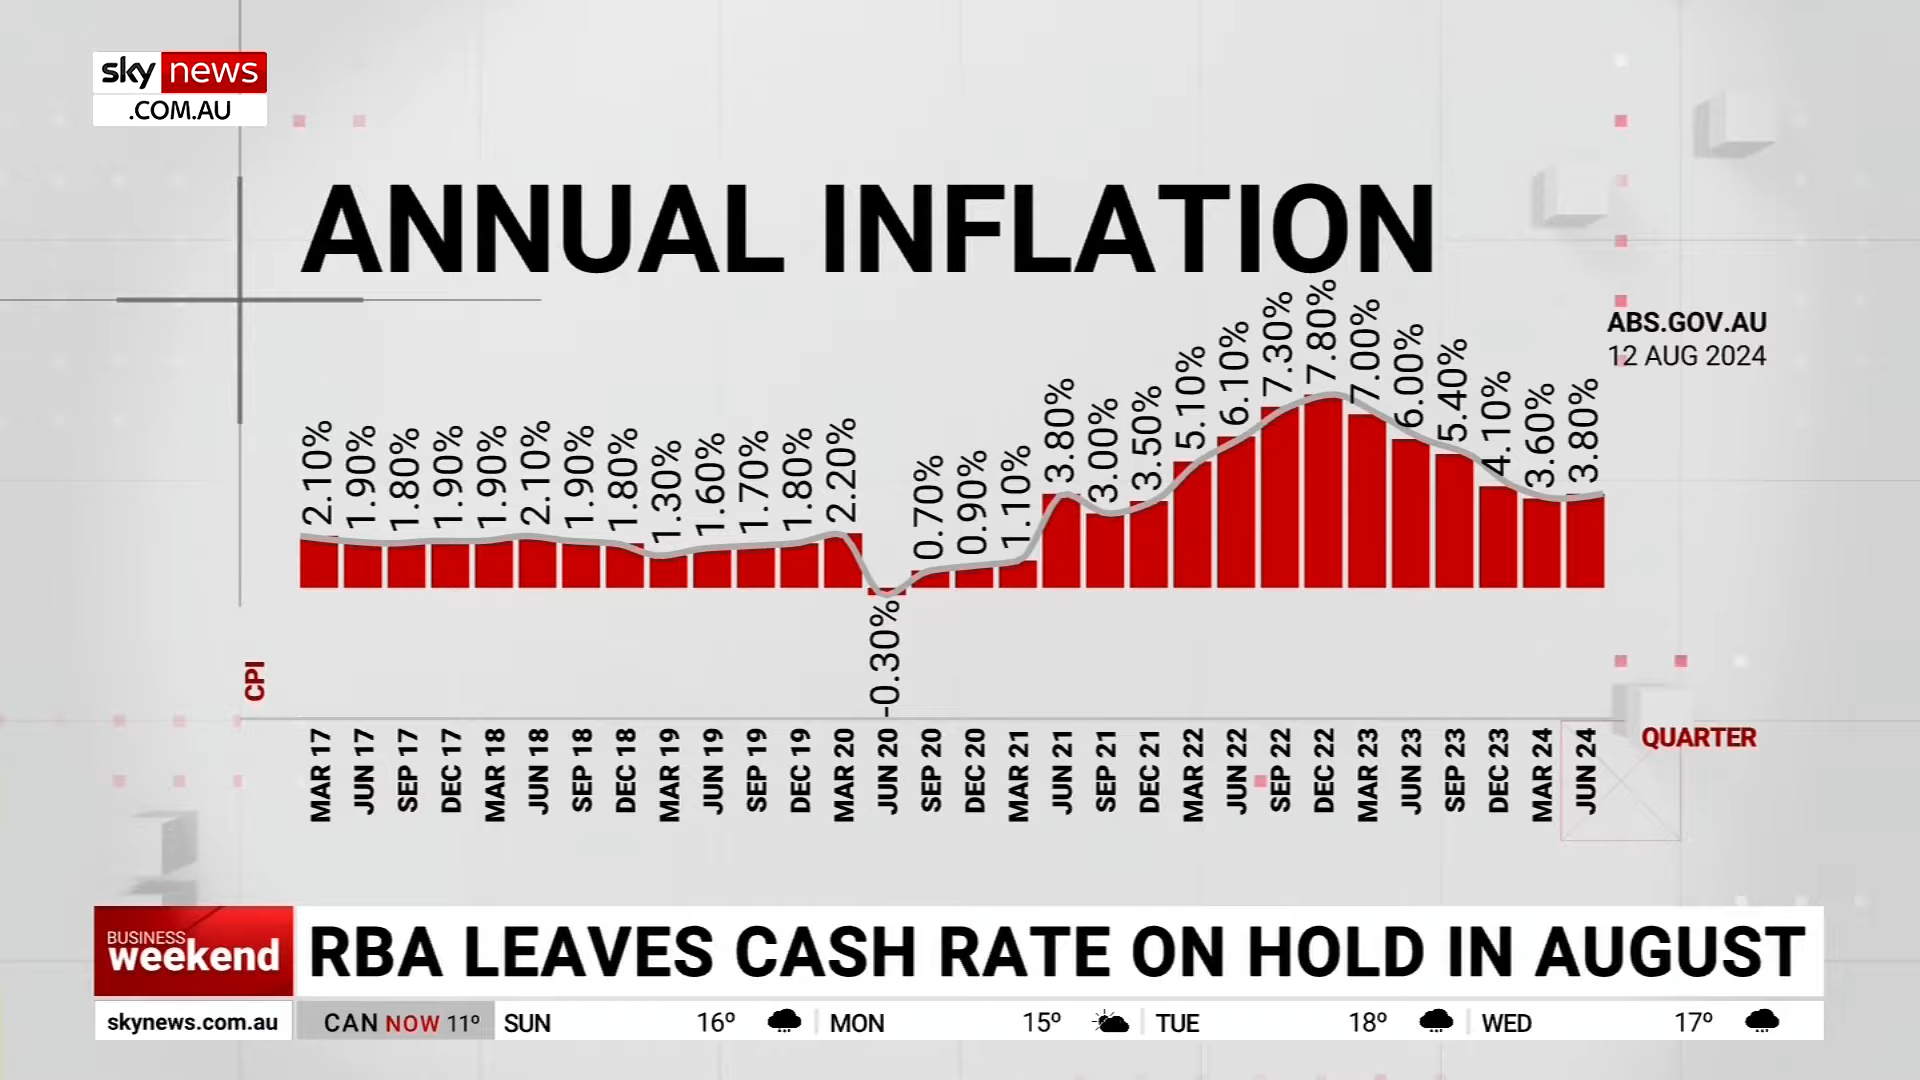 sky news
.COM.AU
ANNUAL INFLATION
ABS.GOV.AU
12 AUG 2024
2.10% 1.90% 1.80% 1.90% 1.90% 2.10% 1.90% 1.80% 1.30% 1.60% 1.70% 1.80% 2.20% -0.30% 0.70% 0.90% 1.10% 3.80% 3.00% 3.50% 5.10% 6.10% 7.30% 7.80% 7.00% 6.00% 5.40% 4.10% 3.60% 3.80%
CPI
MAR 17 JUN 17 SEP 17 DEC 17 MAR 18 JUN 18 SEP 18 DEC 18 MAR 19 JUN 19 SEP 19 DEC 19 MAR 20 JUN 20 SEP 20 DEC 20 MAR 21 JUN 21 SEP 21 DEC 21 MAR 22 JUN 22 SEP 22 DEC 22 MAR 23 JUN 23 SEP 23 DEC 23 MAR 24 JUN 24
QUARTER
BUSINESS
weekend
RBA LEAVES CASH RATE ON HOLD IN AUGUST
skynews.com.au CAN NOW 11º SUN 16º MON 15º TUE 18º WED 17º